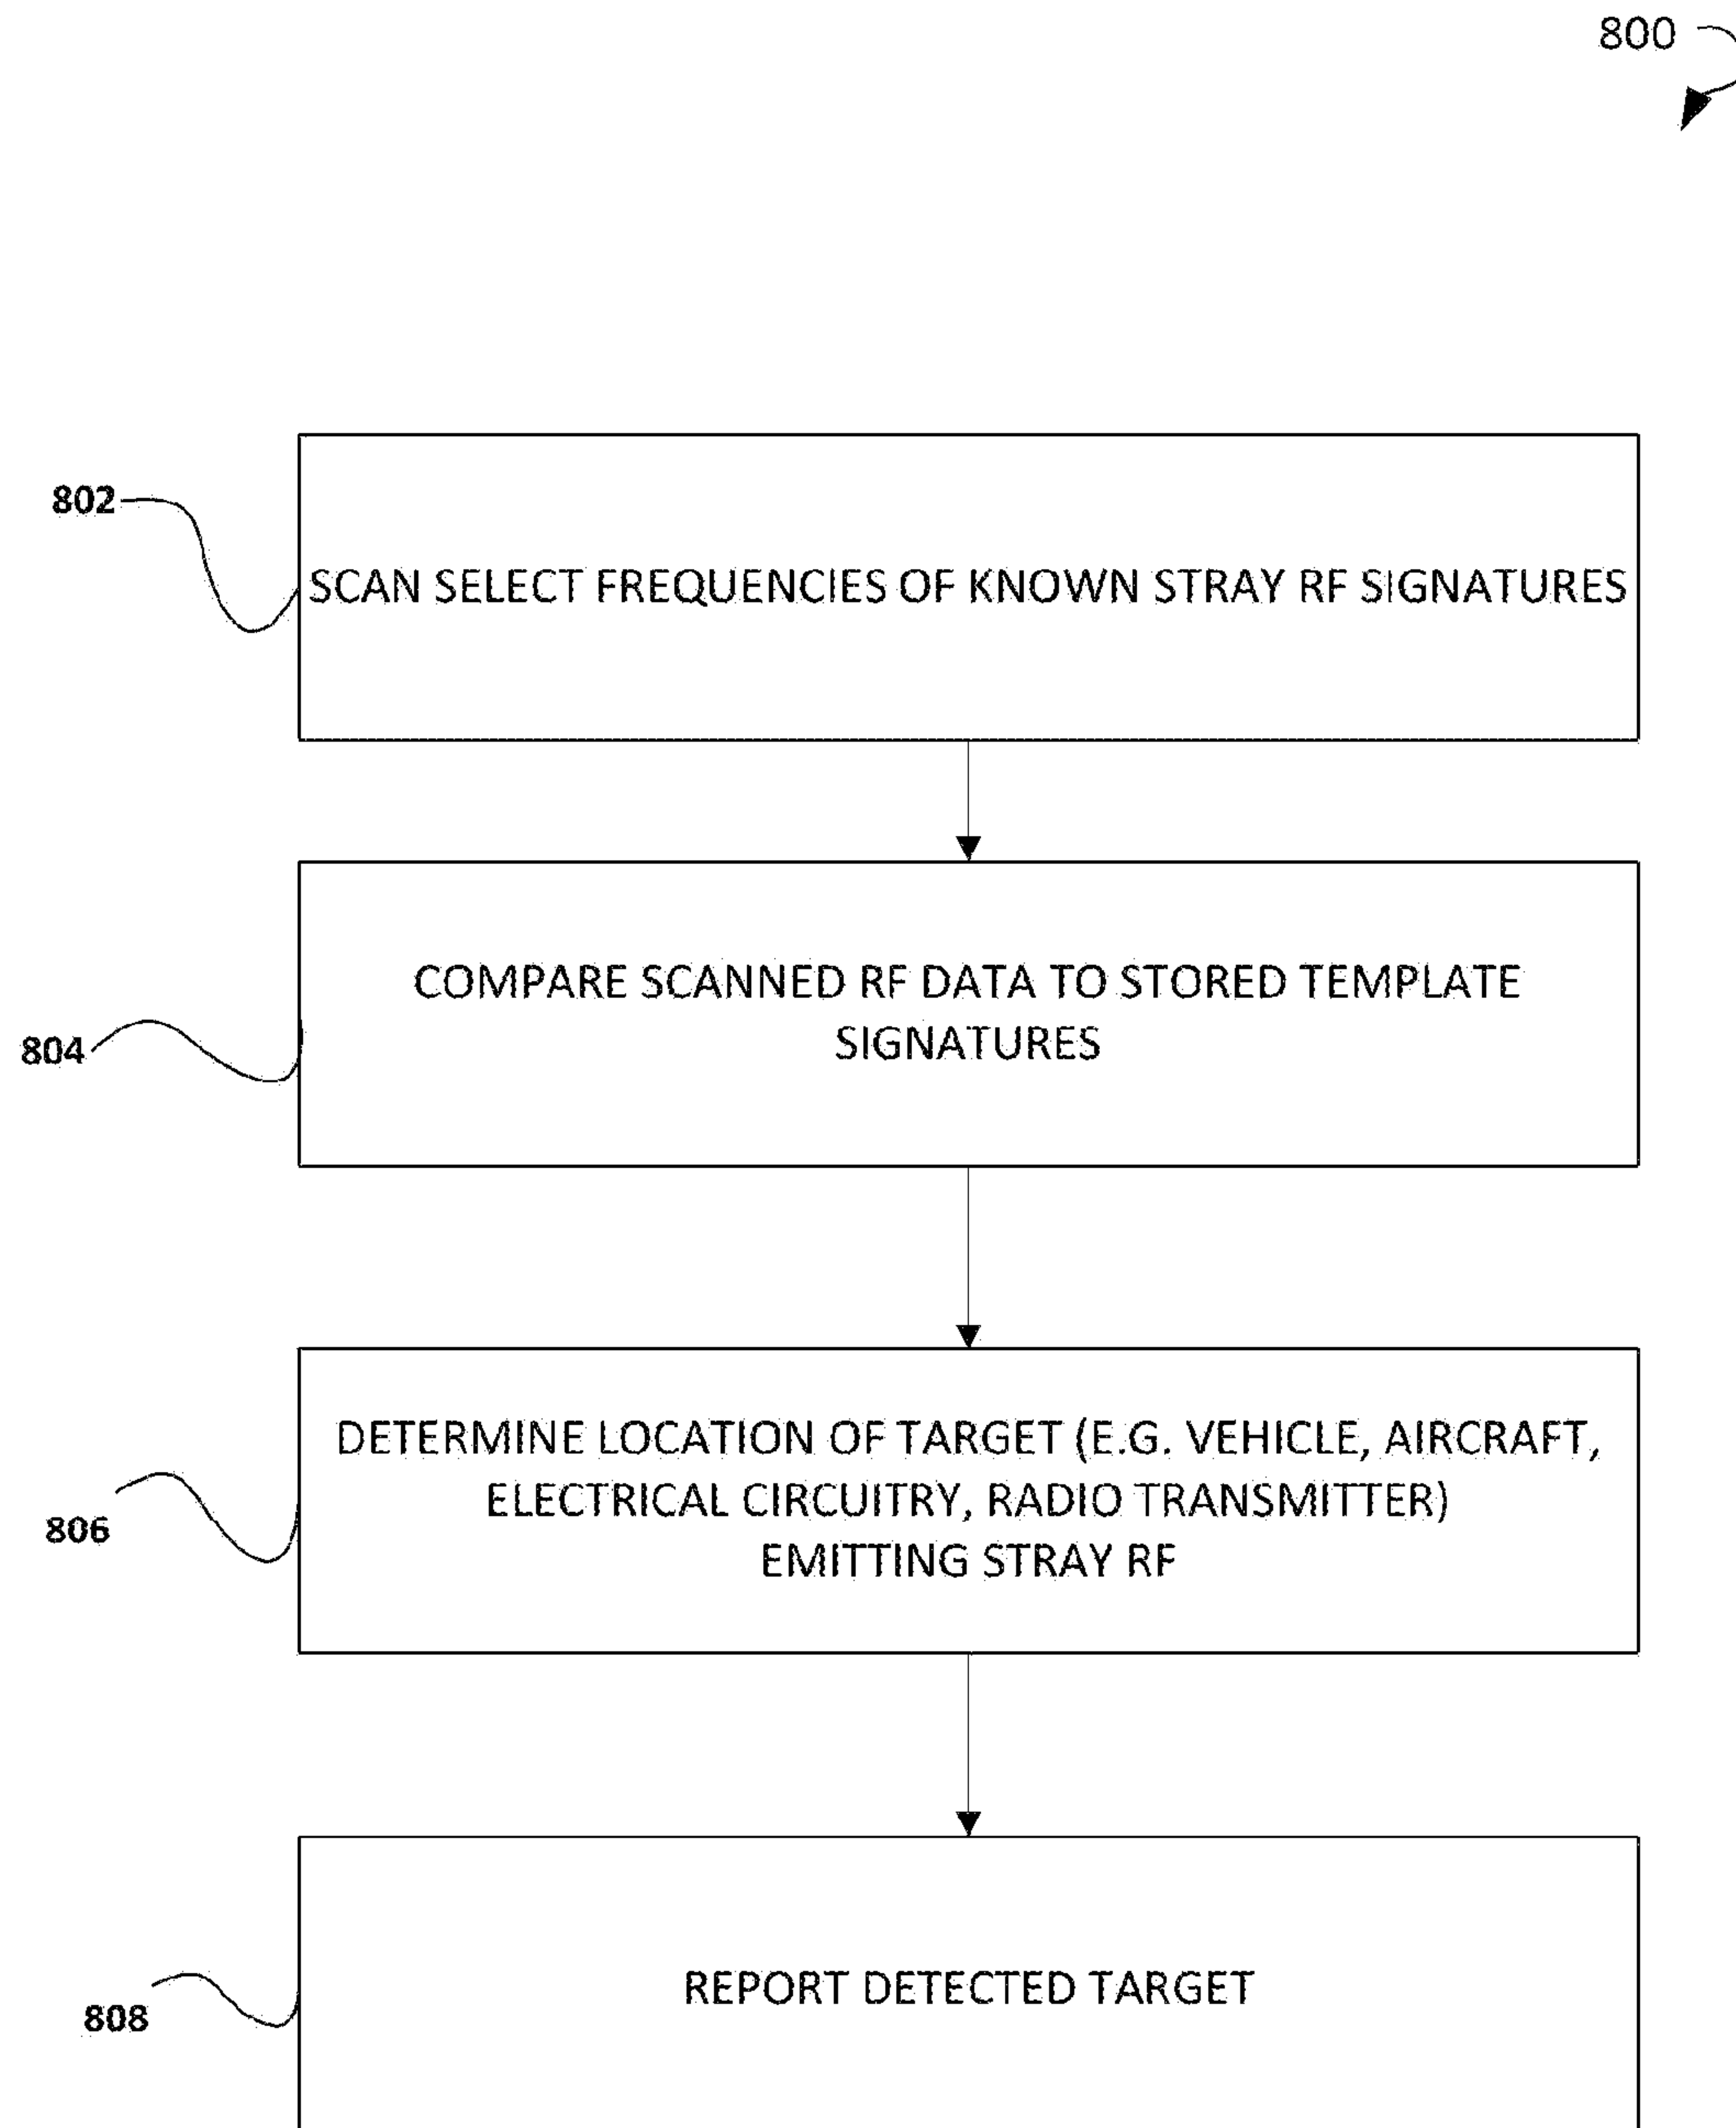 800
802
SCAN SELECT FREQUENCIES OF KNOWN STRAY RF SIGNATURES
COMPARE SCANNED RF DATA TO STORED TEMPLATE
SIGNATURES
804
DETERMINE LOCATION OF TARGET (E.G. VEHICLE, AIRCRAFT,
ELECTRICAL CIRCUITRY, RADIO TRANSMITTER)
EMITTING STRAY RF
806
REPORT DETECTED TARGET
808